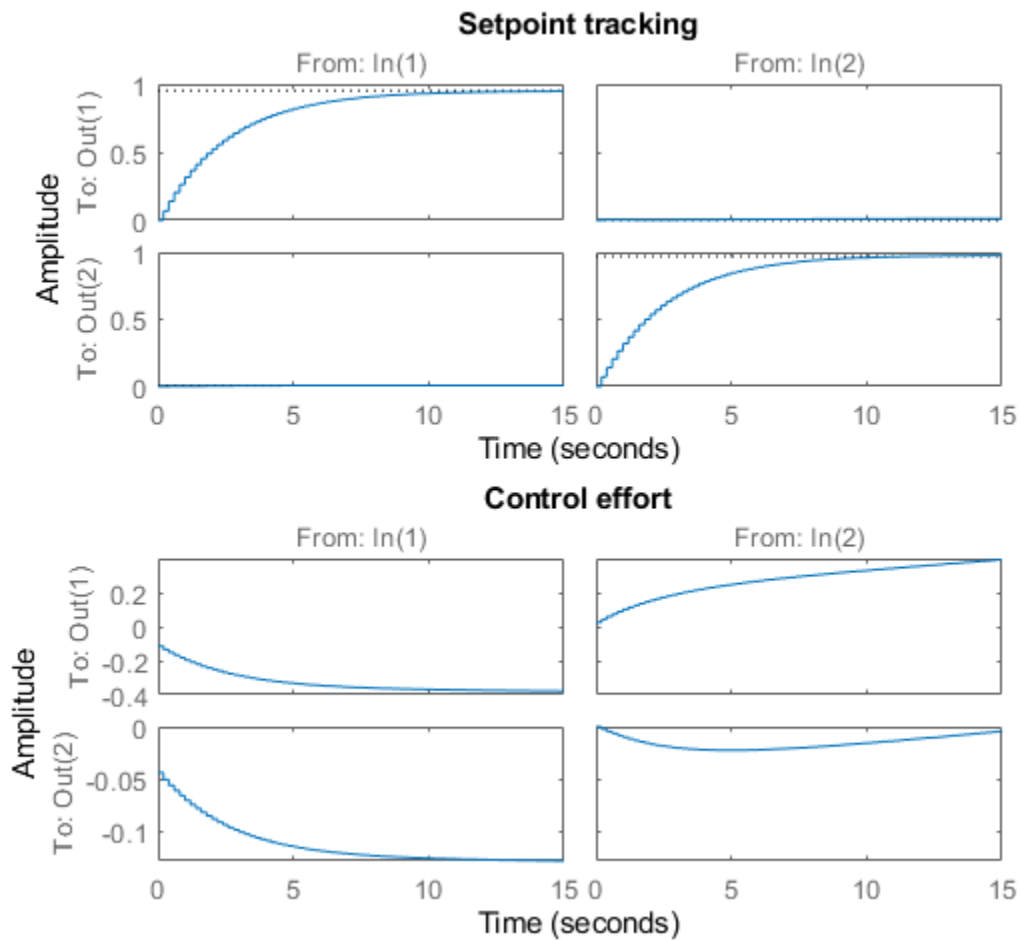 Setpoint tracking
From: In(1)
From: In(2)
To: Out(1)
1
0.5
0
Amplitude
To: Out(2)
1
0.5
0
0 5 10 15 0 5 10 15
Time (seconds)
Control effort
From: In(1)
From: In(2)
To: Out(1)
0.2
0
-0.2
-0.4
Amplitude
To: Out(2)
0
-0.05
-0.1
0 5 10 15 0 5 10 15
Time (seconds)